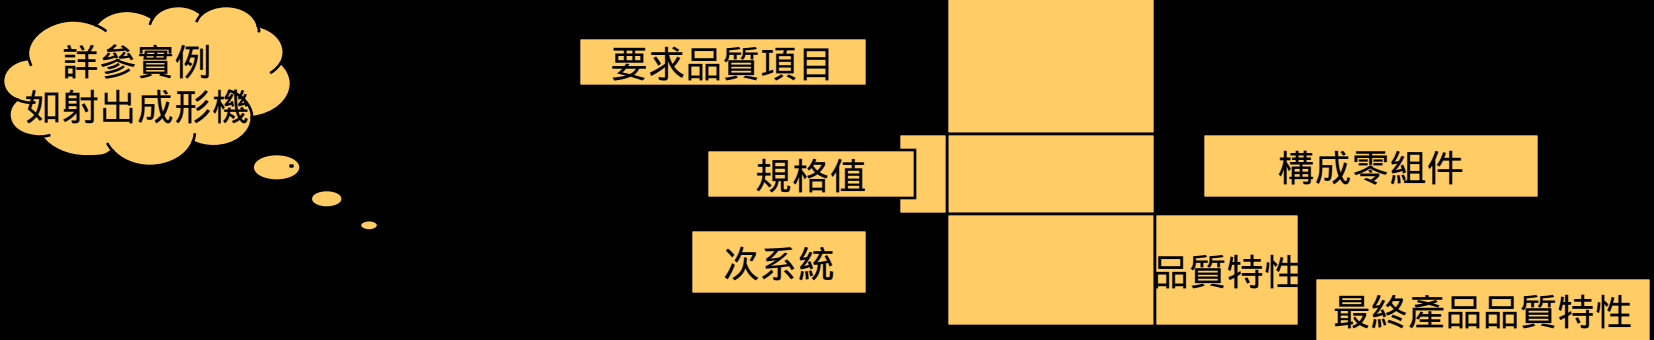 詳參實例
如射出成形機
要求品質項目
規格值
構成零組件
次系統
品質特性
最終產品品質特性